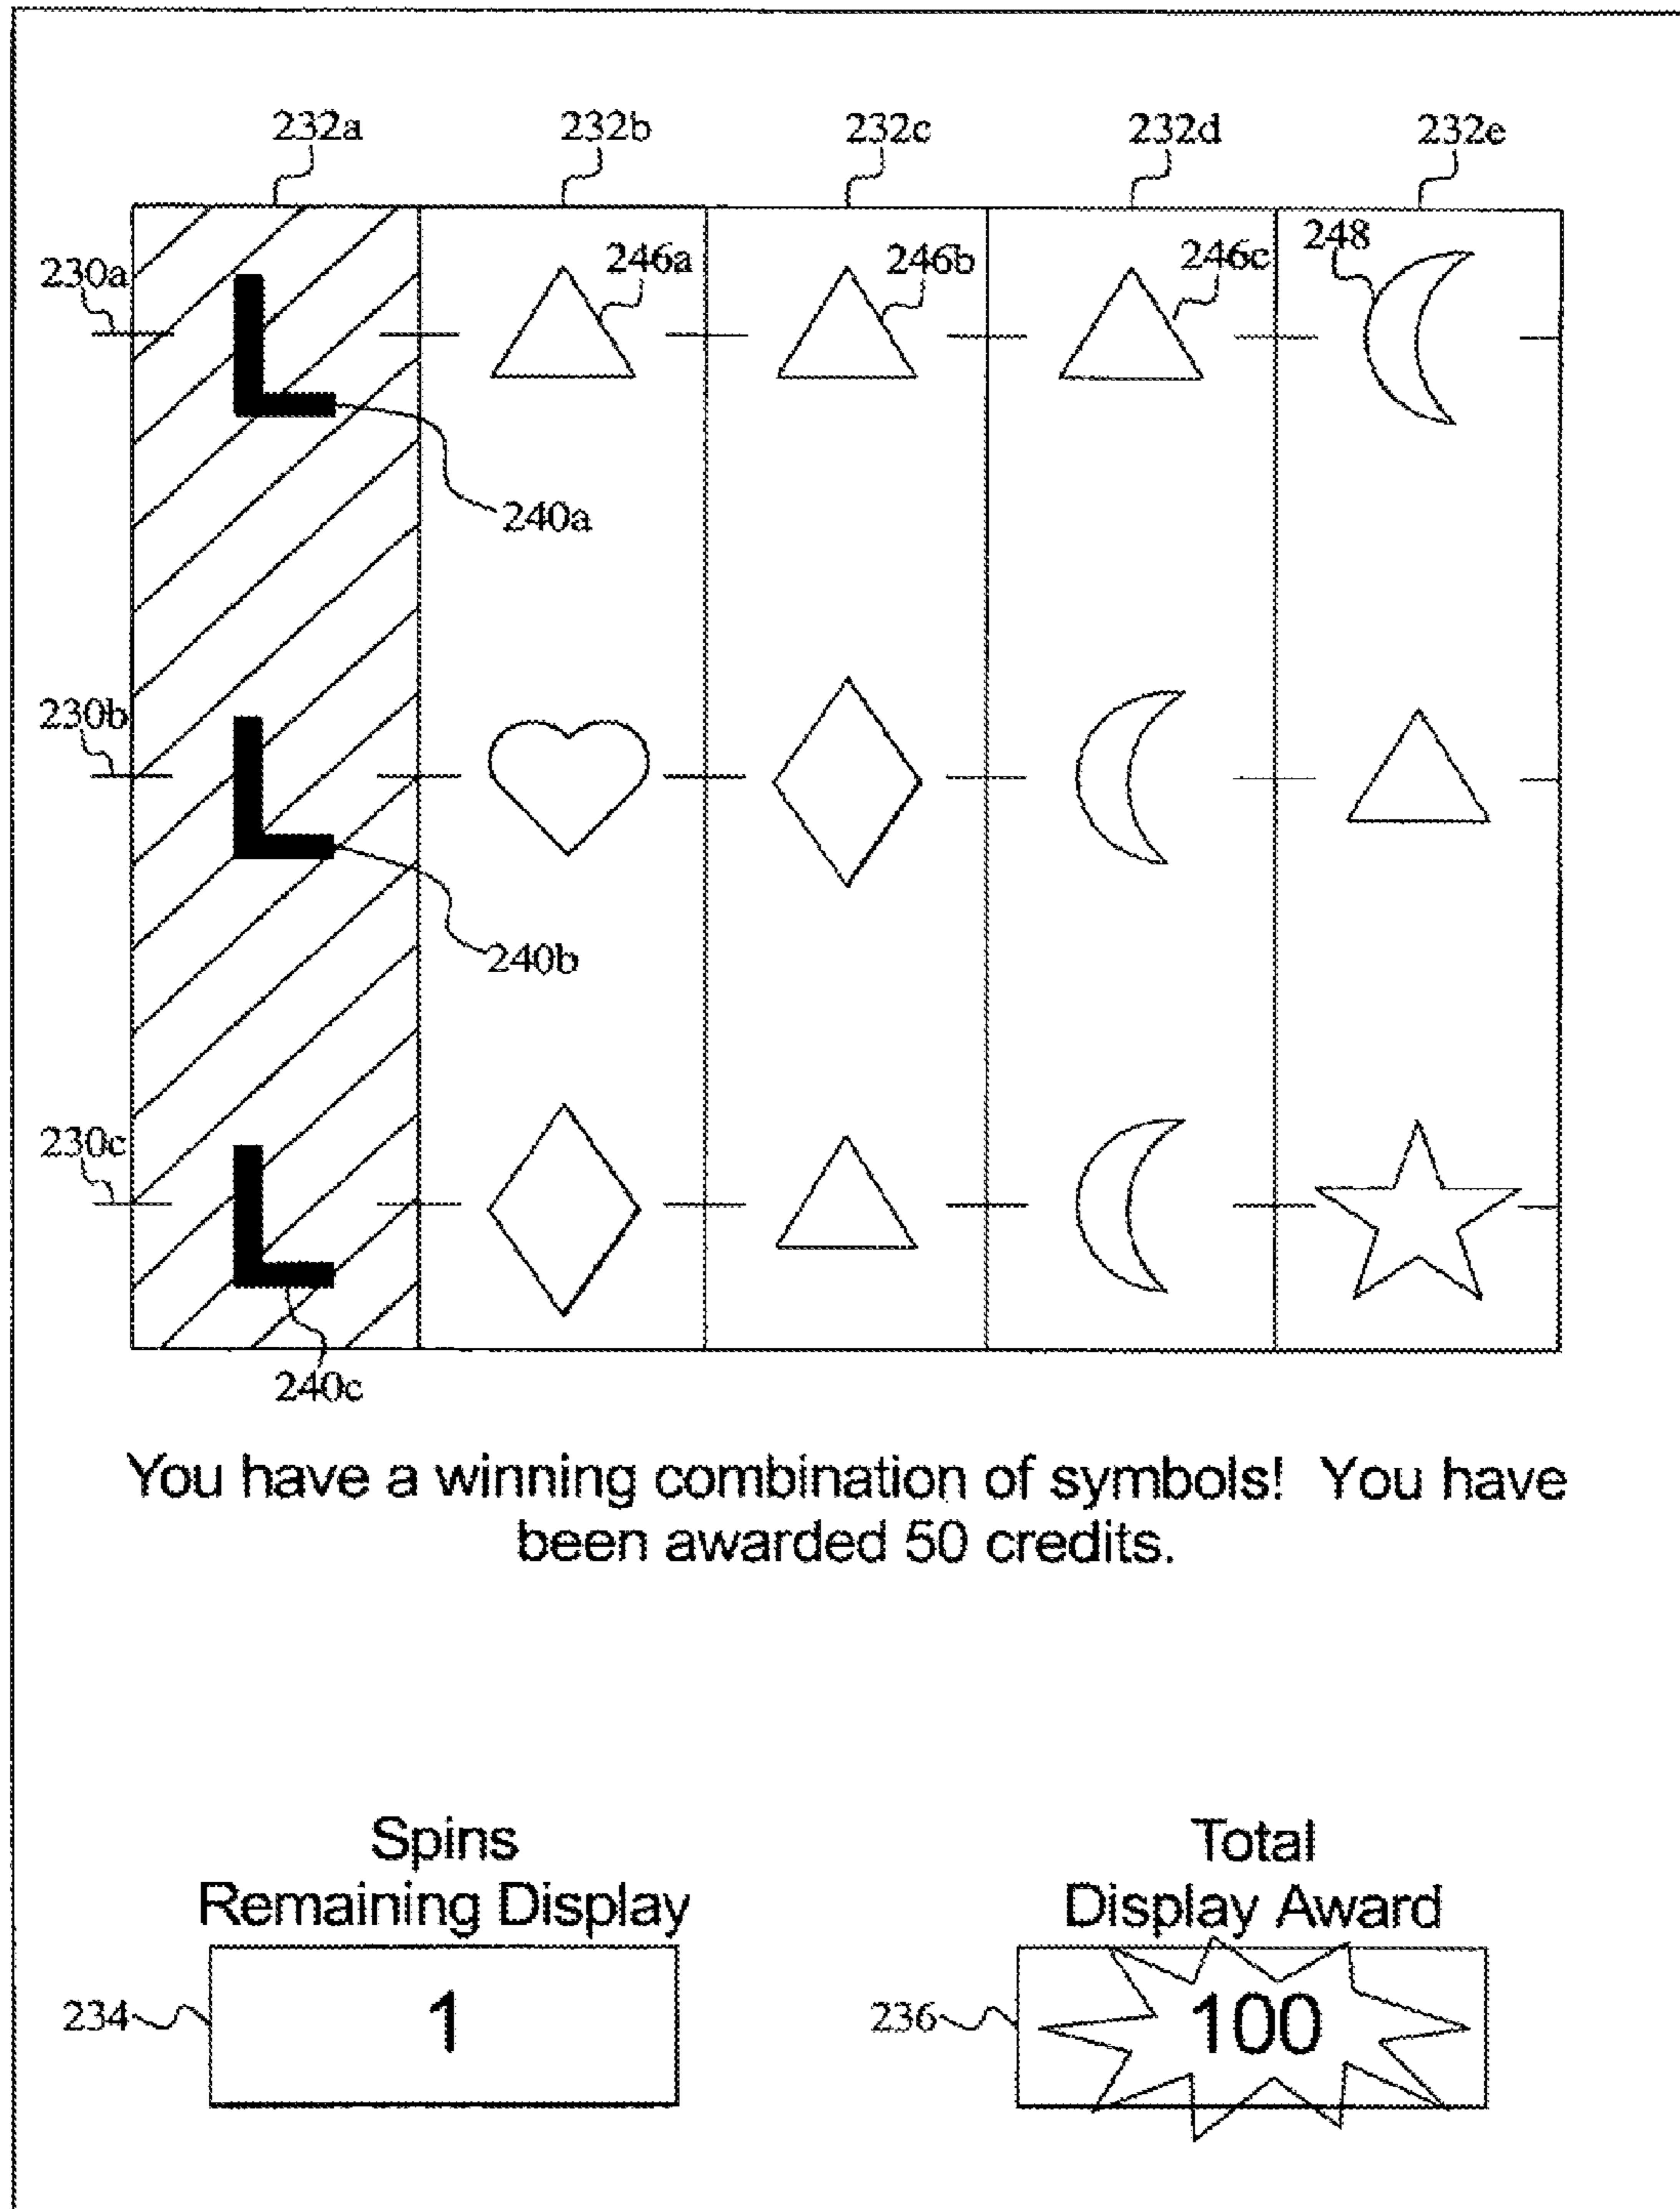 232a 232b 232c 232d 232e
230a L 246a 246b 246c 248
240a
230b L
240b
230c L
240c
You have a winning combination of symbols! You have
been awarded 50 credits.
Spins Total
Remaining Display Display Award
234 1 236 100